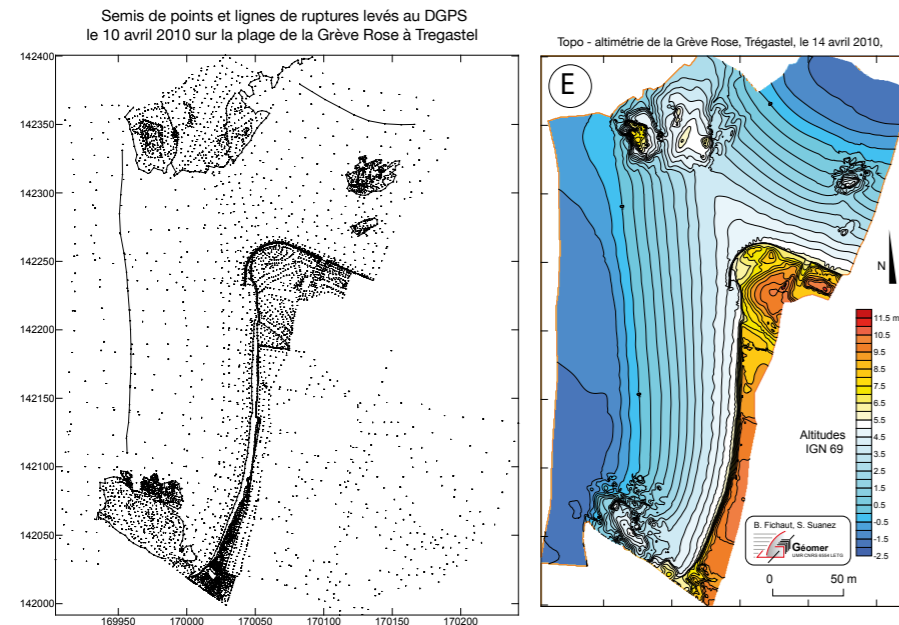 Semis de points et lignes de ruptures levés au DGPS
le 10 avril 2010 sur la plage de la Grève Rose à Tregastel
142400
142350
142300
142250
142200
142150
142100
142050
142000
169950 170000 170050 170100 170150 170200
Topo - altimétrie de la Grève Rose, Trégastel, le 14 avril 2010,
E
N
11.5 m
10.5
9.5
8.5
7.5
6.5
5.5
4.5
3.5
2.5
1.5
0.5
-0.5
-1.5
-2.5
Altitudes
IGN 69
B. Fichaut, S. Suanez
Géomer
UMR CNRS 6554 LETG
0 50 m